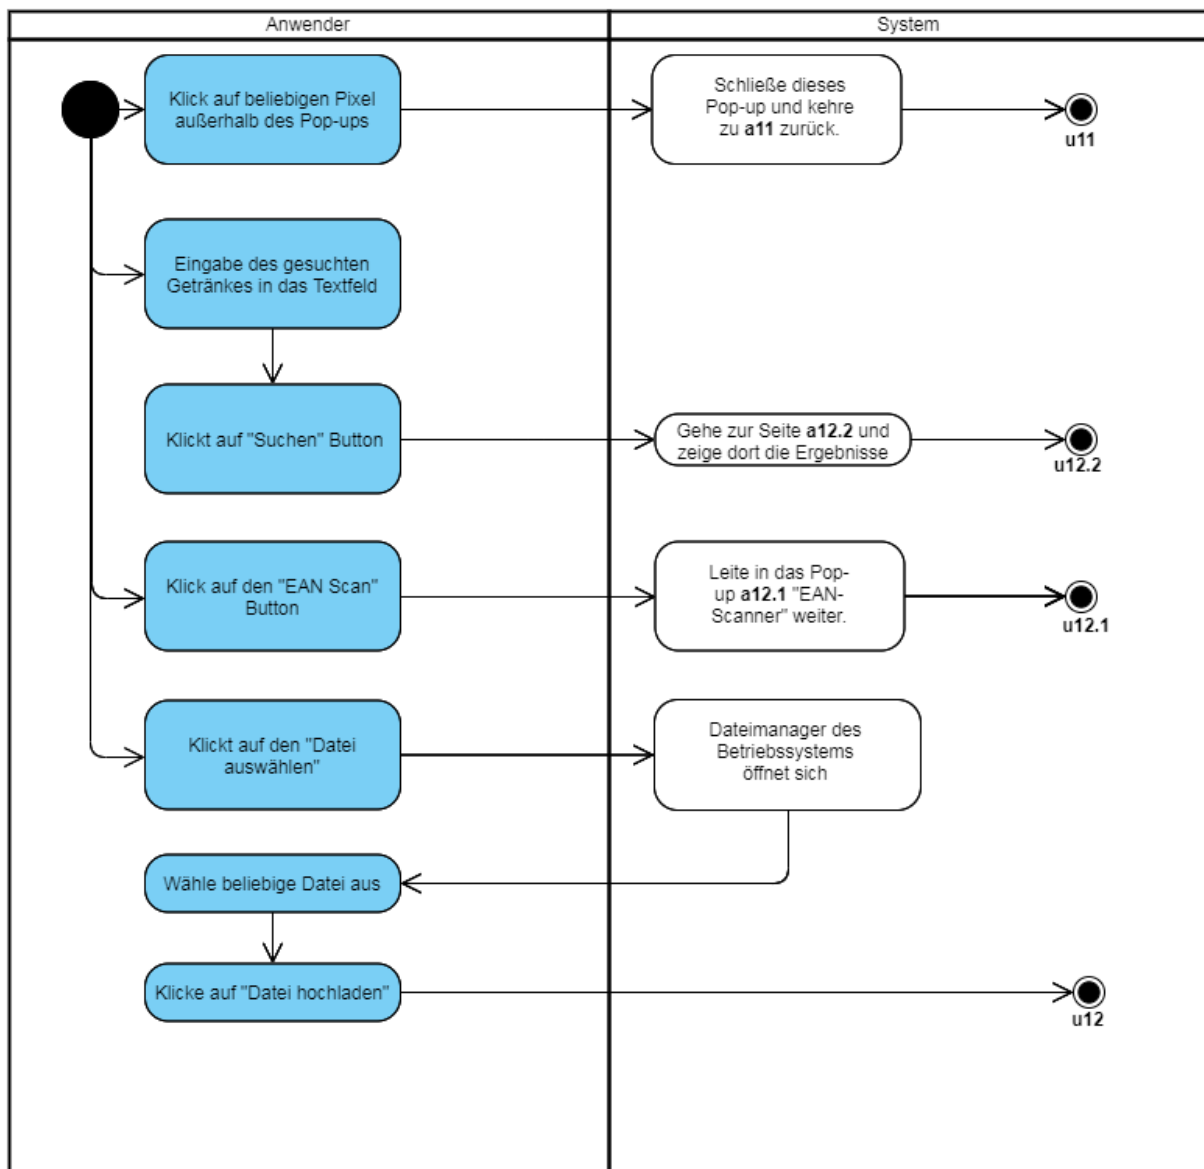 Anwender
System
Klick auf beliebigen Pixel
außerhalb des Pop-ups
Schließe dieses
Pop-up und kehre
zu a11 zurück.
u11
Eingabe des gesuchten
Getränkes in das Textfeld
Klickt auf "Suchen" Button
Gehe zur Seite a12.2 und
zeige dort die Ergebnisse
u12.2
Klick auf den "EAN Scan"
Button
Leite in das Pop-
up a12.1 "EAN-
Scanner" weiter.
u12.1
Klickt auf den "Datei
auswählen"
Dateimanager des
Betriebssystems
öffnet sich
Wähle beliebige Datei aus
Klicke auf "Datei hochladen"
u12